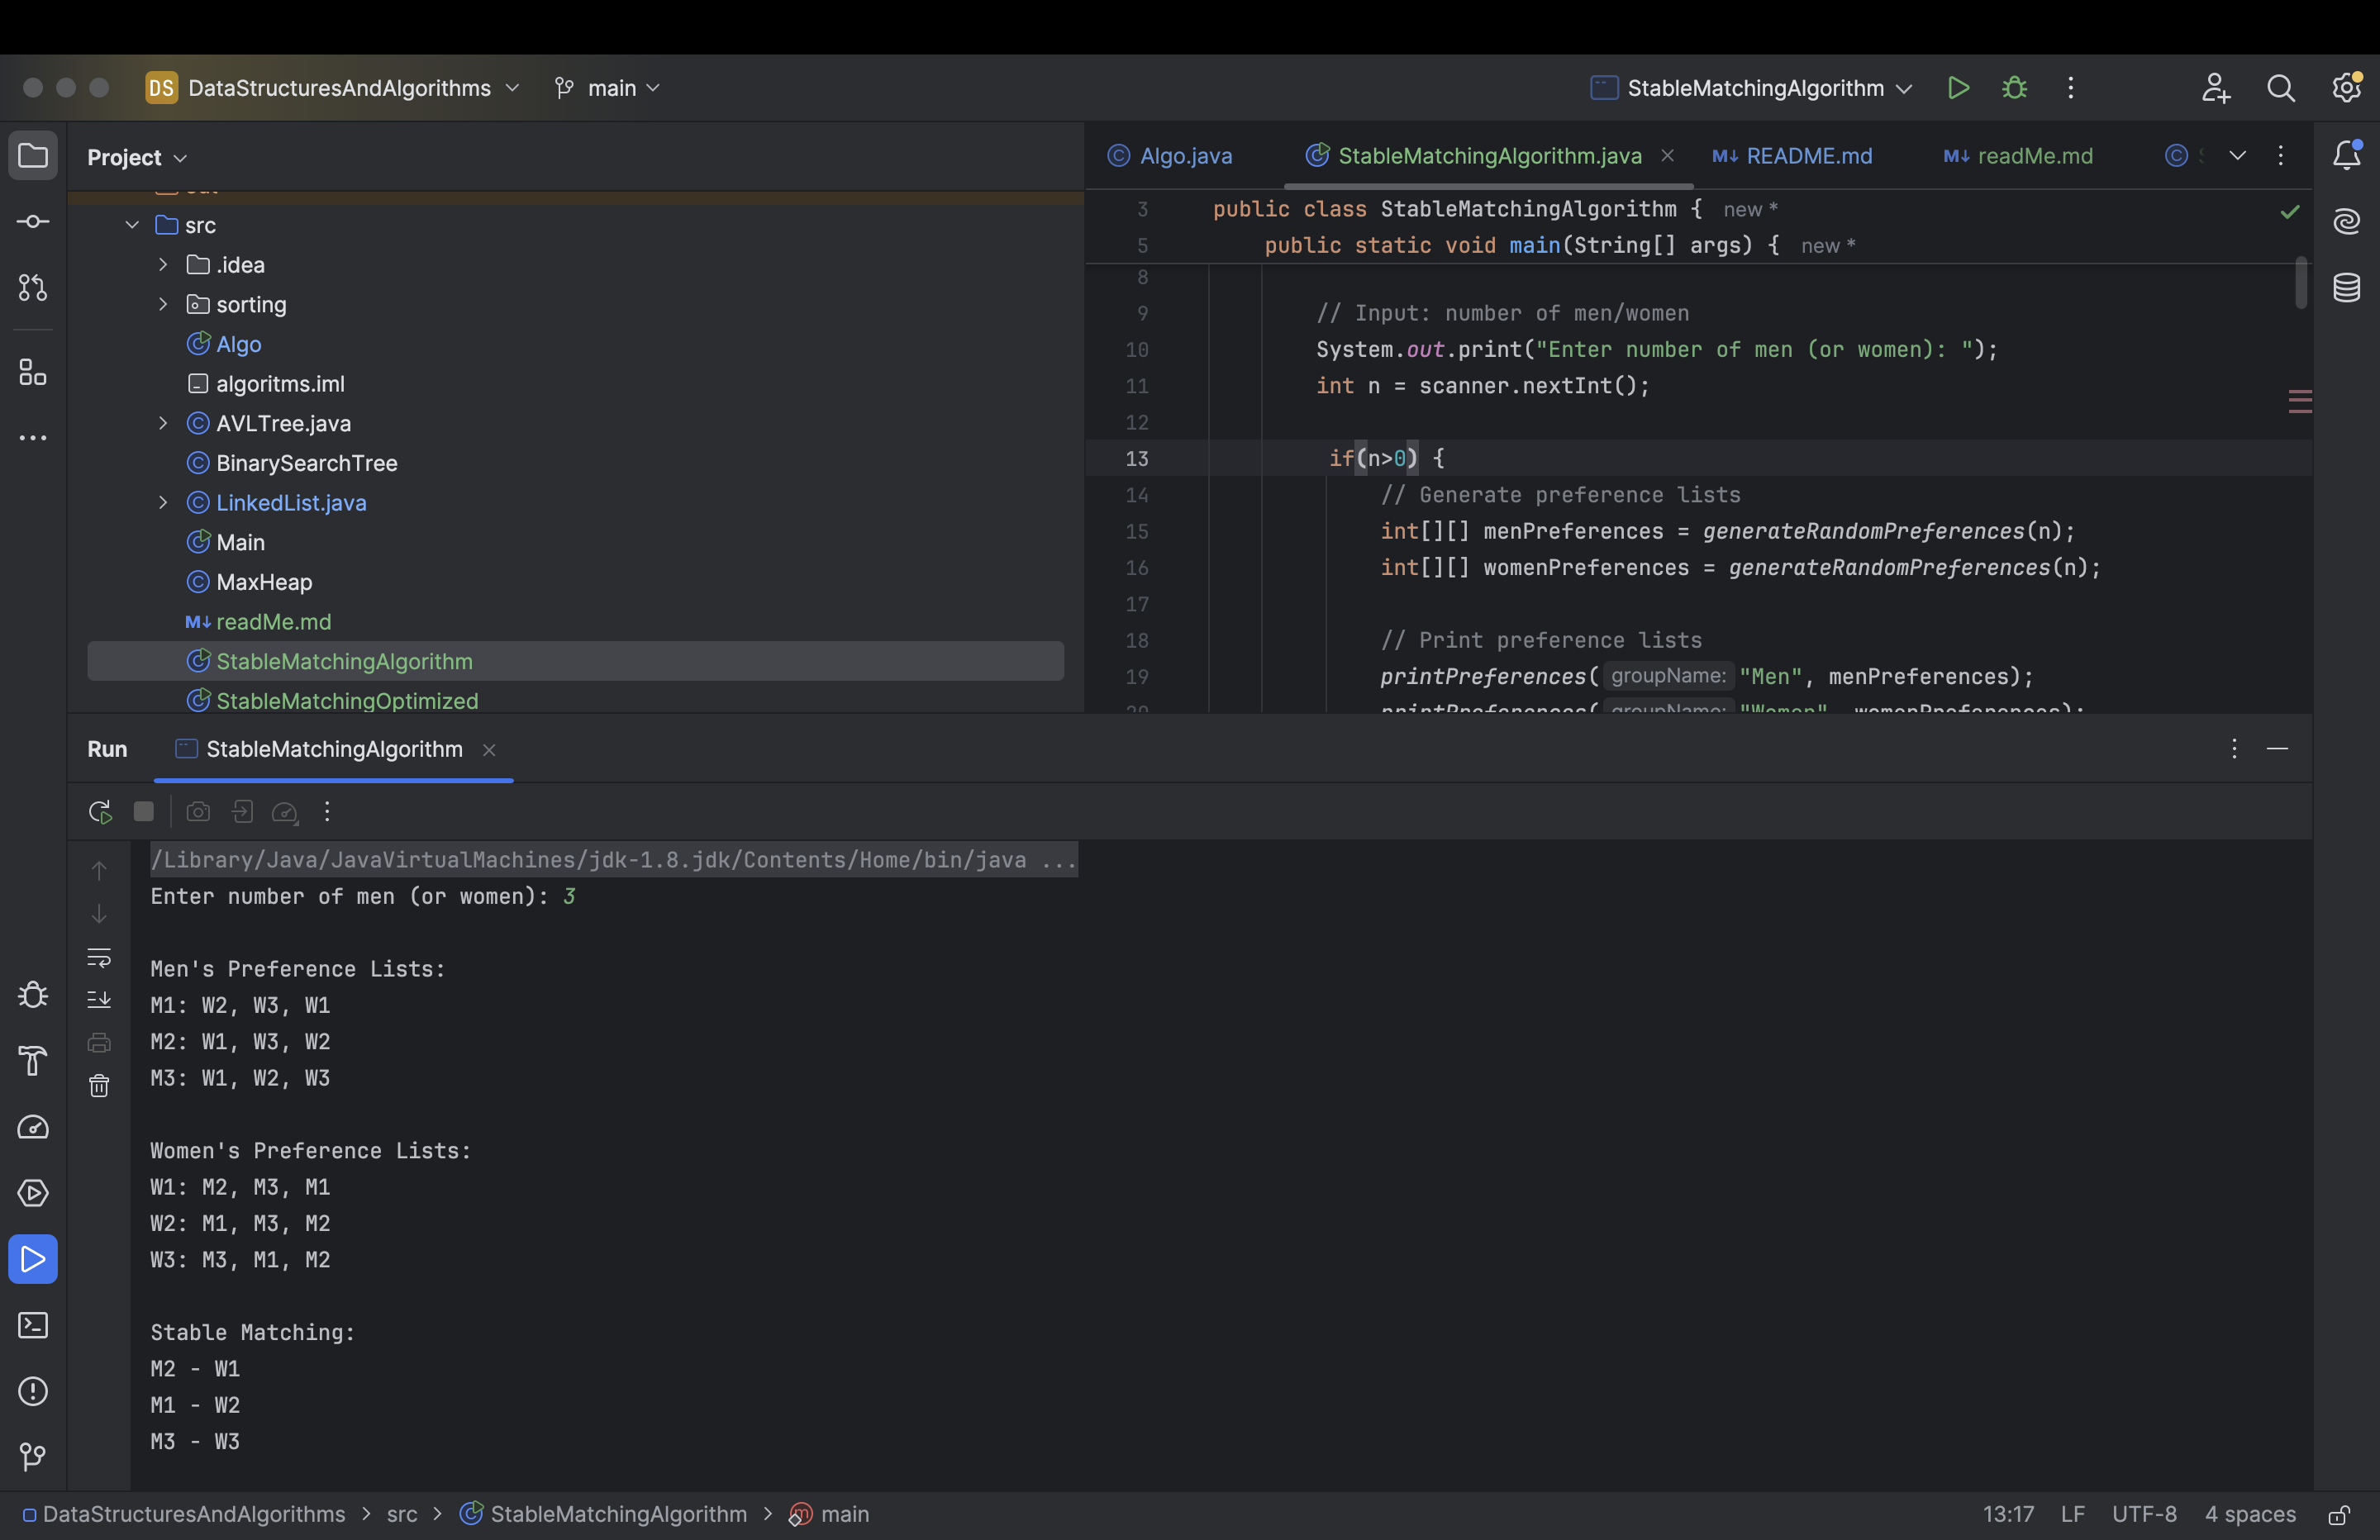 DS DataStructuresAndAlgorithms main StableMatchingAlgorithm
Project
src
.idea
sorting
Algo
algoritms.iml
AVLTree.java
BinarySearchTree
LinkedList.java
Main
MaxHeap
M↓ readMe.md
StableMatchingAlgorithm
StableMatchingOptimized
Algo.java StableMatchingAlgorithm.java M↓ README.md M↓ readMe.md
3 public class StableMatchingAlgorithm { new *
5 public static void main(String[] args) { new *
8
9 // Input: number of men/women
10 System.out.print("Enter number of men (or women): ");
11 int n = scanner.nextInt();
12
13 if(n>0) {
14 // Generate preference lists
15 int[][] menPreferences = generateRandomPreferences(n);
16 int[][] womenPreferences = generateRandomPreferences(n);
17
18 // Print preference lists
19 printPreferences( groupName: "Men", menPreferences);
20 printPreferences( groupName: "Women", womenPreferences);
Run StableMatchingAlgorithm
/Library/Java/JavaVirtualMachines/jdk-1.8.jdk/Contents/Home/bin/java ...
Enter number of men (or women): 3
Men's Preference Lists:
M1: W2, W3, W1
M2: W1, W3, W2
M3: W1, W2, W3
Women's Preference Lists:
W1: M2, M3, M1
W2: M1, M3, M2
W3: M3, M1, M2
Stable Matching:
M2 - W1
M1 - W2
M3 - W3
DataStructuresAndAlgorithms > src > StableMatchingAlgorithm > main
13:17 LF UTF-8 4 spaces